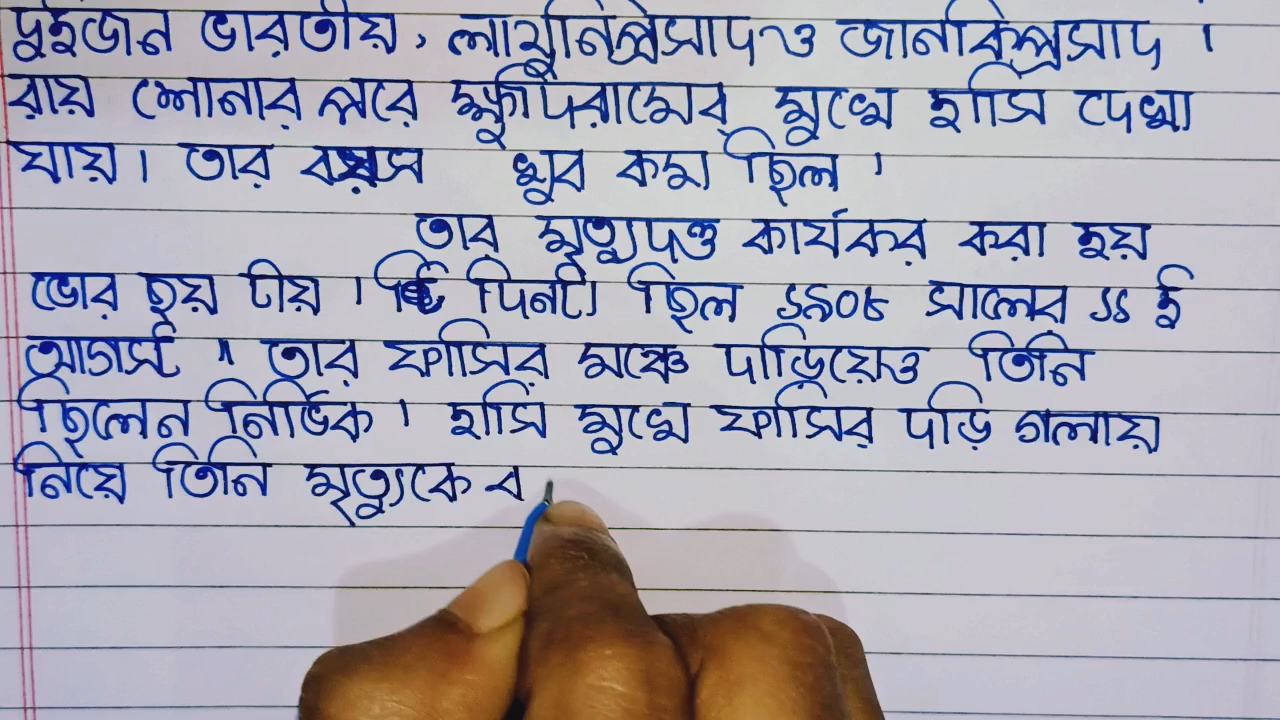 দুইজন ভারতীয়, লাথুনিপ্রসাদ ও জানকিপ্রসাদ ।
রায় শোনার পরে ক্ষুদিরামের মুখে হাসি দেখা
যায় । তার বয়স খুব কম ছিল ।
তার মৃত্যুদণ্ড কার্যকর করা হয়
ভোর ছয় টায় । দিনটা ছিল ১৯০৮ সালের ১১ ই
আগস্ট । তার ফাসির মঞ্চে দাড়িয়েও তিনি
ছিলেন নির্ভিক । হাসি মুখে ফাসির দড়ি গলায়
নিয়ে তিনি মৃত্যুকে ব